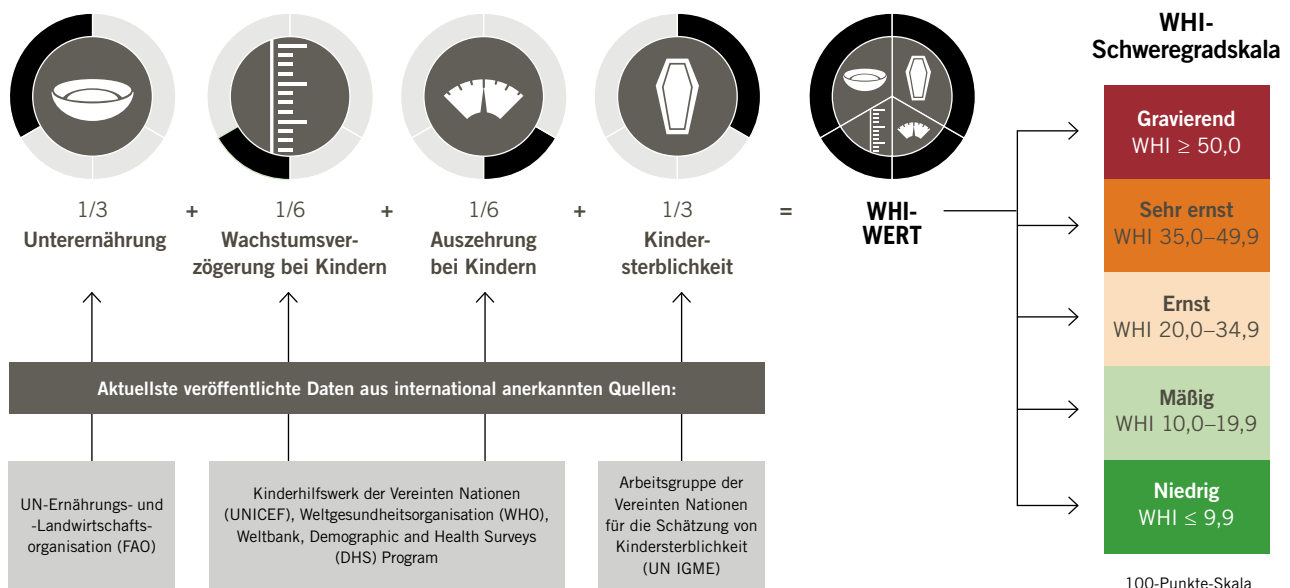 WHI-
Schweregradskala
1/3 + 1/6 + 1/6 + 1/3 =
Unterernährung
Wachstumsver-
zögerung bei Kindern
Auszehrung
bei Kindern
Kinder-
sterblichkeit
WHI-
WERT
Gravierend
WHI ≥ 50,0
Sehr ernst
WHI 35,0–49,9
Ernst
WHI 20,0–34,9
Mäßig
WHI 10,0–19,9
Niedrig
WHI ≤ 9,9
100-Punkte-Skala
Aktuellste veröffentlichte Daten aus international anerkannten Quellen:
UN-Ernährungs- und
-Landwirtschafts-
organisation (FAO)
Kinderhilfswerk der Vereinten Nationen
(UNICEF), Weltgesundheitsorganisation (WHO),
Weltbank, Demographic and Health Surveys
(DHS) Program
Arbeitsgruppe der
Vereinten Nationen
für die Schätzung von
Kindersterblichkeit
(UN IGME)